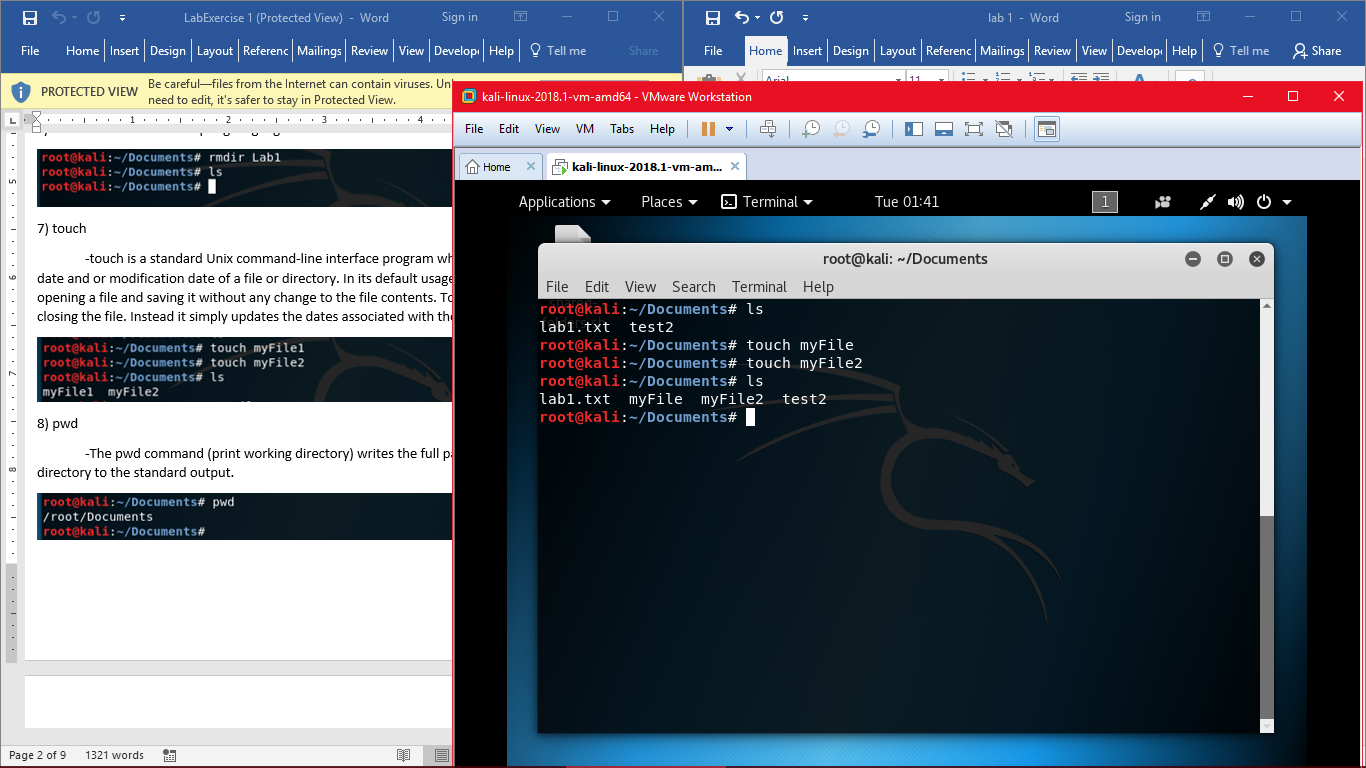 LabExercise 1 (Protected View) - Word
Sign in
File Home Insert Design Layout Referenc Mailings Review View Develope Help Tell me Share
PROTECTED VIEW
Be careful—files from the Internet can contain viruses. Un
need to edit, it's safer to stay in Protected View.
1 2 3 4
root@kali:~/Documents# rmdir Lab1
root@kali:~/Documents# ls
root@kali:~/Documents#
7) touch
-touch is a standard Unix command-line interface program wh
date and or modification date of a file or directory. In its default usage
opening a file and saving it without any change to the file contents. To
closing the file. Instead it simply updates the dates associated with the
root@kali:~/Documents# touch myFile1
root@kali:~/Documents# touch myFile2
root@kali:~/Documents# ls
myFile1 myFile2
8) pwd
-The pwd command (print working directory) writes the full pa
directory to the standard output.
root@kali:~/Documents# pwd
/root/Documents
root@kali:~/Documents#
5
6
7
8
Page 2 of 9 1321 words
lab 1 - Word
Sign in
File Home Insert Design Layout Referenc Mailings Review View Develop Help Tell me Share
Arial 11
kali-linux-2018.1-vm-amd64 - VMware Workstation
File Edit View VM Tabs Help
Home kali-linux-2018.1-vm-am...
Applications Places Terminal Tue 01:41 1
root@kali: ~/Documents
File Edit View Search Terminal Help
root@kali:~/Documents# ls
lab1.txt test2
root@kali:~/Documents# touch myFile
root@kali:~/Documents# touch myFile2
root@kali:~/Documents# ls
lab1.txt myFile myFile2 test2
root@kali:~/Documents#